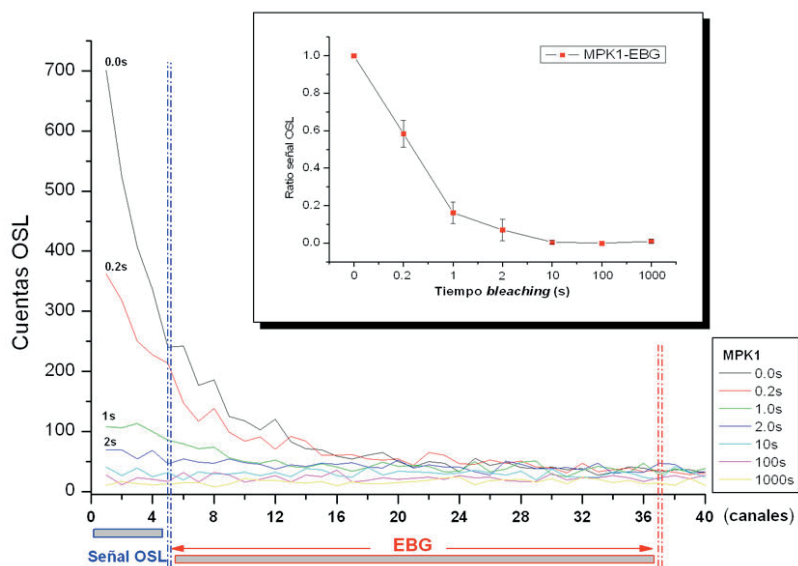 Cuentas OSL
700
600
500
400
300
200
100
0
0.0s
0.2s
1s
2s
0 4 8 12 16 20 24 28 32 36 40 (canales)
Señal OSL
EBG
Ratio señal OSL
1.0
0.8
0.6
0.4
0.2
0.0
0 0.2 1 2 10 100 1000
Tiempo bleaching (s)
MPK1-EBG
MPK1
0.0s
0.2s
1.0s
2.0s
10s
100s
1000s